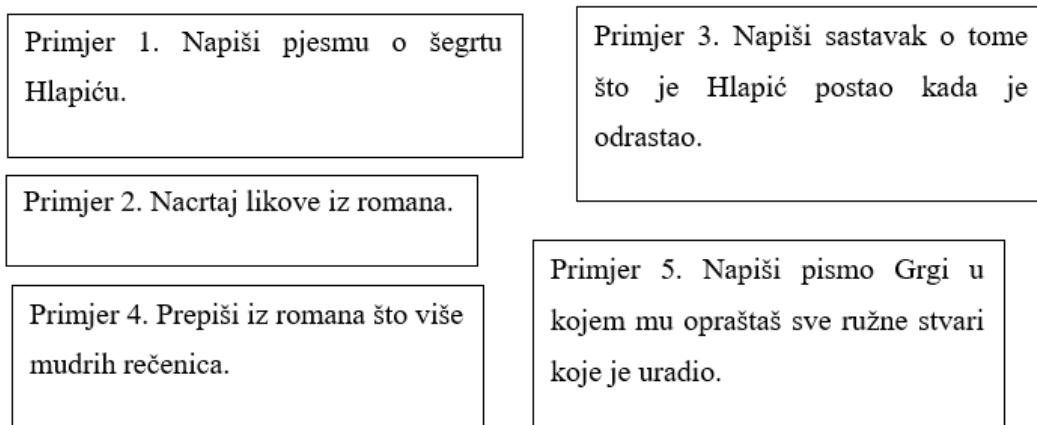 Primjer 1. Napiši pjesmu o šegrtu
Hlapiću.
Primjer 2. Nacrtaj likove iz romana.
Primjer 3. Napiši sastavak o tome
što je Hlapić postao kada je
odrastao.
Primjer 4. Prepiši iz romana što više
mudrih rečenica.
Primjer 5. Napiši pismo Grgi u
kojem mu opraštaš sve ružne stvari
koje je uradio.